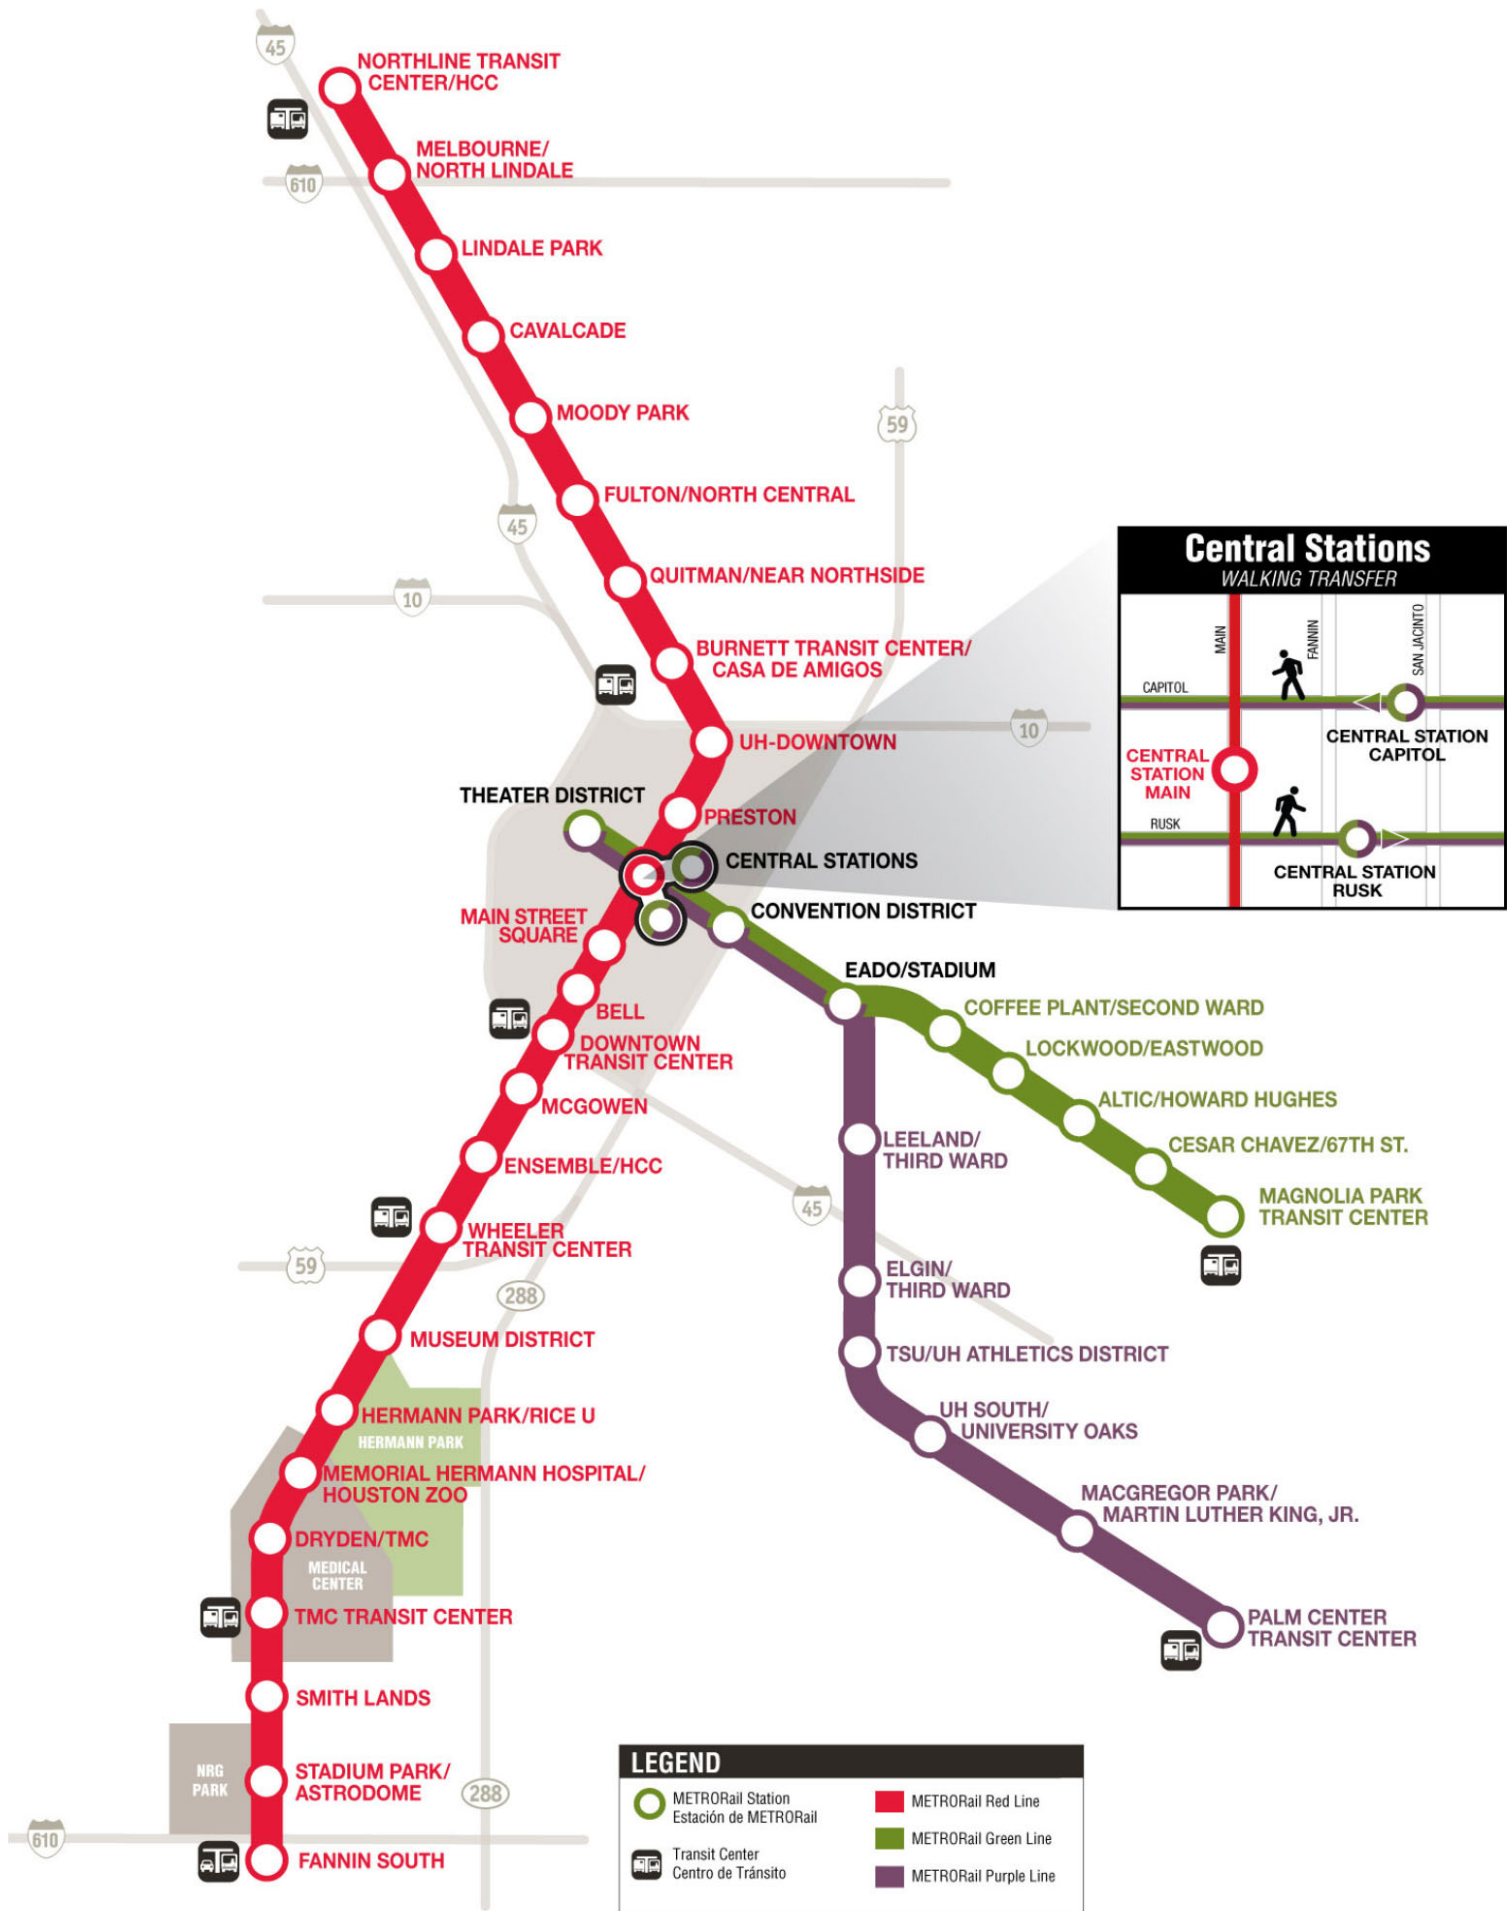 45
NORTHLINE TRANSIT
CENTER/HCC
MELBOURNE/
NORTH LINDALE
610
LINDALE PARK
CAVALCADE
MOODY PARK
59
FULTON/NORTH CENTRAL
45
QUITMAN/NEAR NORTHSIDE
10
BURNETT TRANSIT CENTER/
CASA DE AMIGOS
UH-DOWNTOWN
10
THEATER DISTRICT
PRESTON
CENTRAL STATIONS
CONVENTION DISTRICT
MAIN STREET
SQUARE
EADO/STADIUM
BELL
COFFEE PLANT/SECOND WARD
DOWNTOWN
TRANSIT CENTER
LOCKWOOD/EASTWOOD
MCGOWEN
ALTIC/HOWARD HUGHES
LEELAND/
THIRD WARD
CESAR CHAVEZ/67TH ST.
ENSEMBLE/HCC
45
MAGNOLIA PARK
TRANSIT CENTER
WHEELER
TRANSIT CENTER
59
288
ELGIN/
THIRD WARD
MUSEUM DISTRICT
TSU/UH ATHLETICS DISTRICT
HERMANN PARK/RICE U
HERMANN PARK
UH SOUTH/
UNIVERSITY OAKS
MEMORIAL HERMANN HOSPITAL/
HOUSTON ZOO
MACGREGOR PARK/
MARTIN LUTHER KING, JR.
DRYDEN/TMC
MEDICAL
CENTER
TMC TRANSIT CENTER
PALM CENTER
TRANSIT CENTER
SMITH LANDS
NRG
PARK
STADIUM PARK/
ASTRODOME
288
610
FANNIN SOUTH
Central Stations
WALKING TRANSFER
MAIN
FANNIN
SAN JACINTO
CAPITOL
CENTRAL STATION
CAPITOL
CENTRAL
STATION
MAIN
RUSK
CENTRAL STATION
RUSK
LEGEND
METRORail Station
Estación de METRORail
Transit Center
Centro de Tránsito
METRORail Red Line
METRORail Green Line
METRORail Purple Line